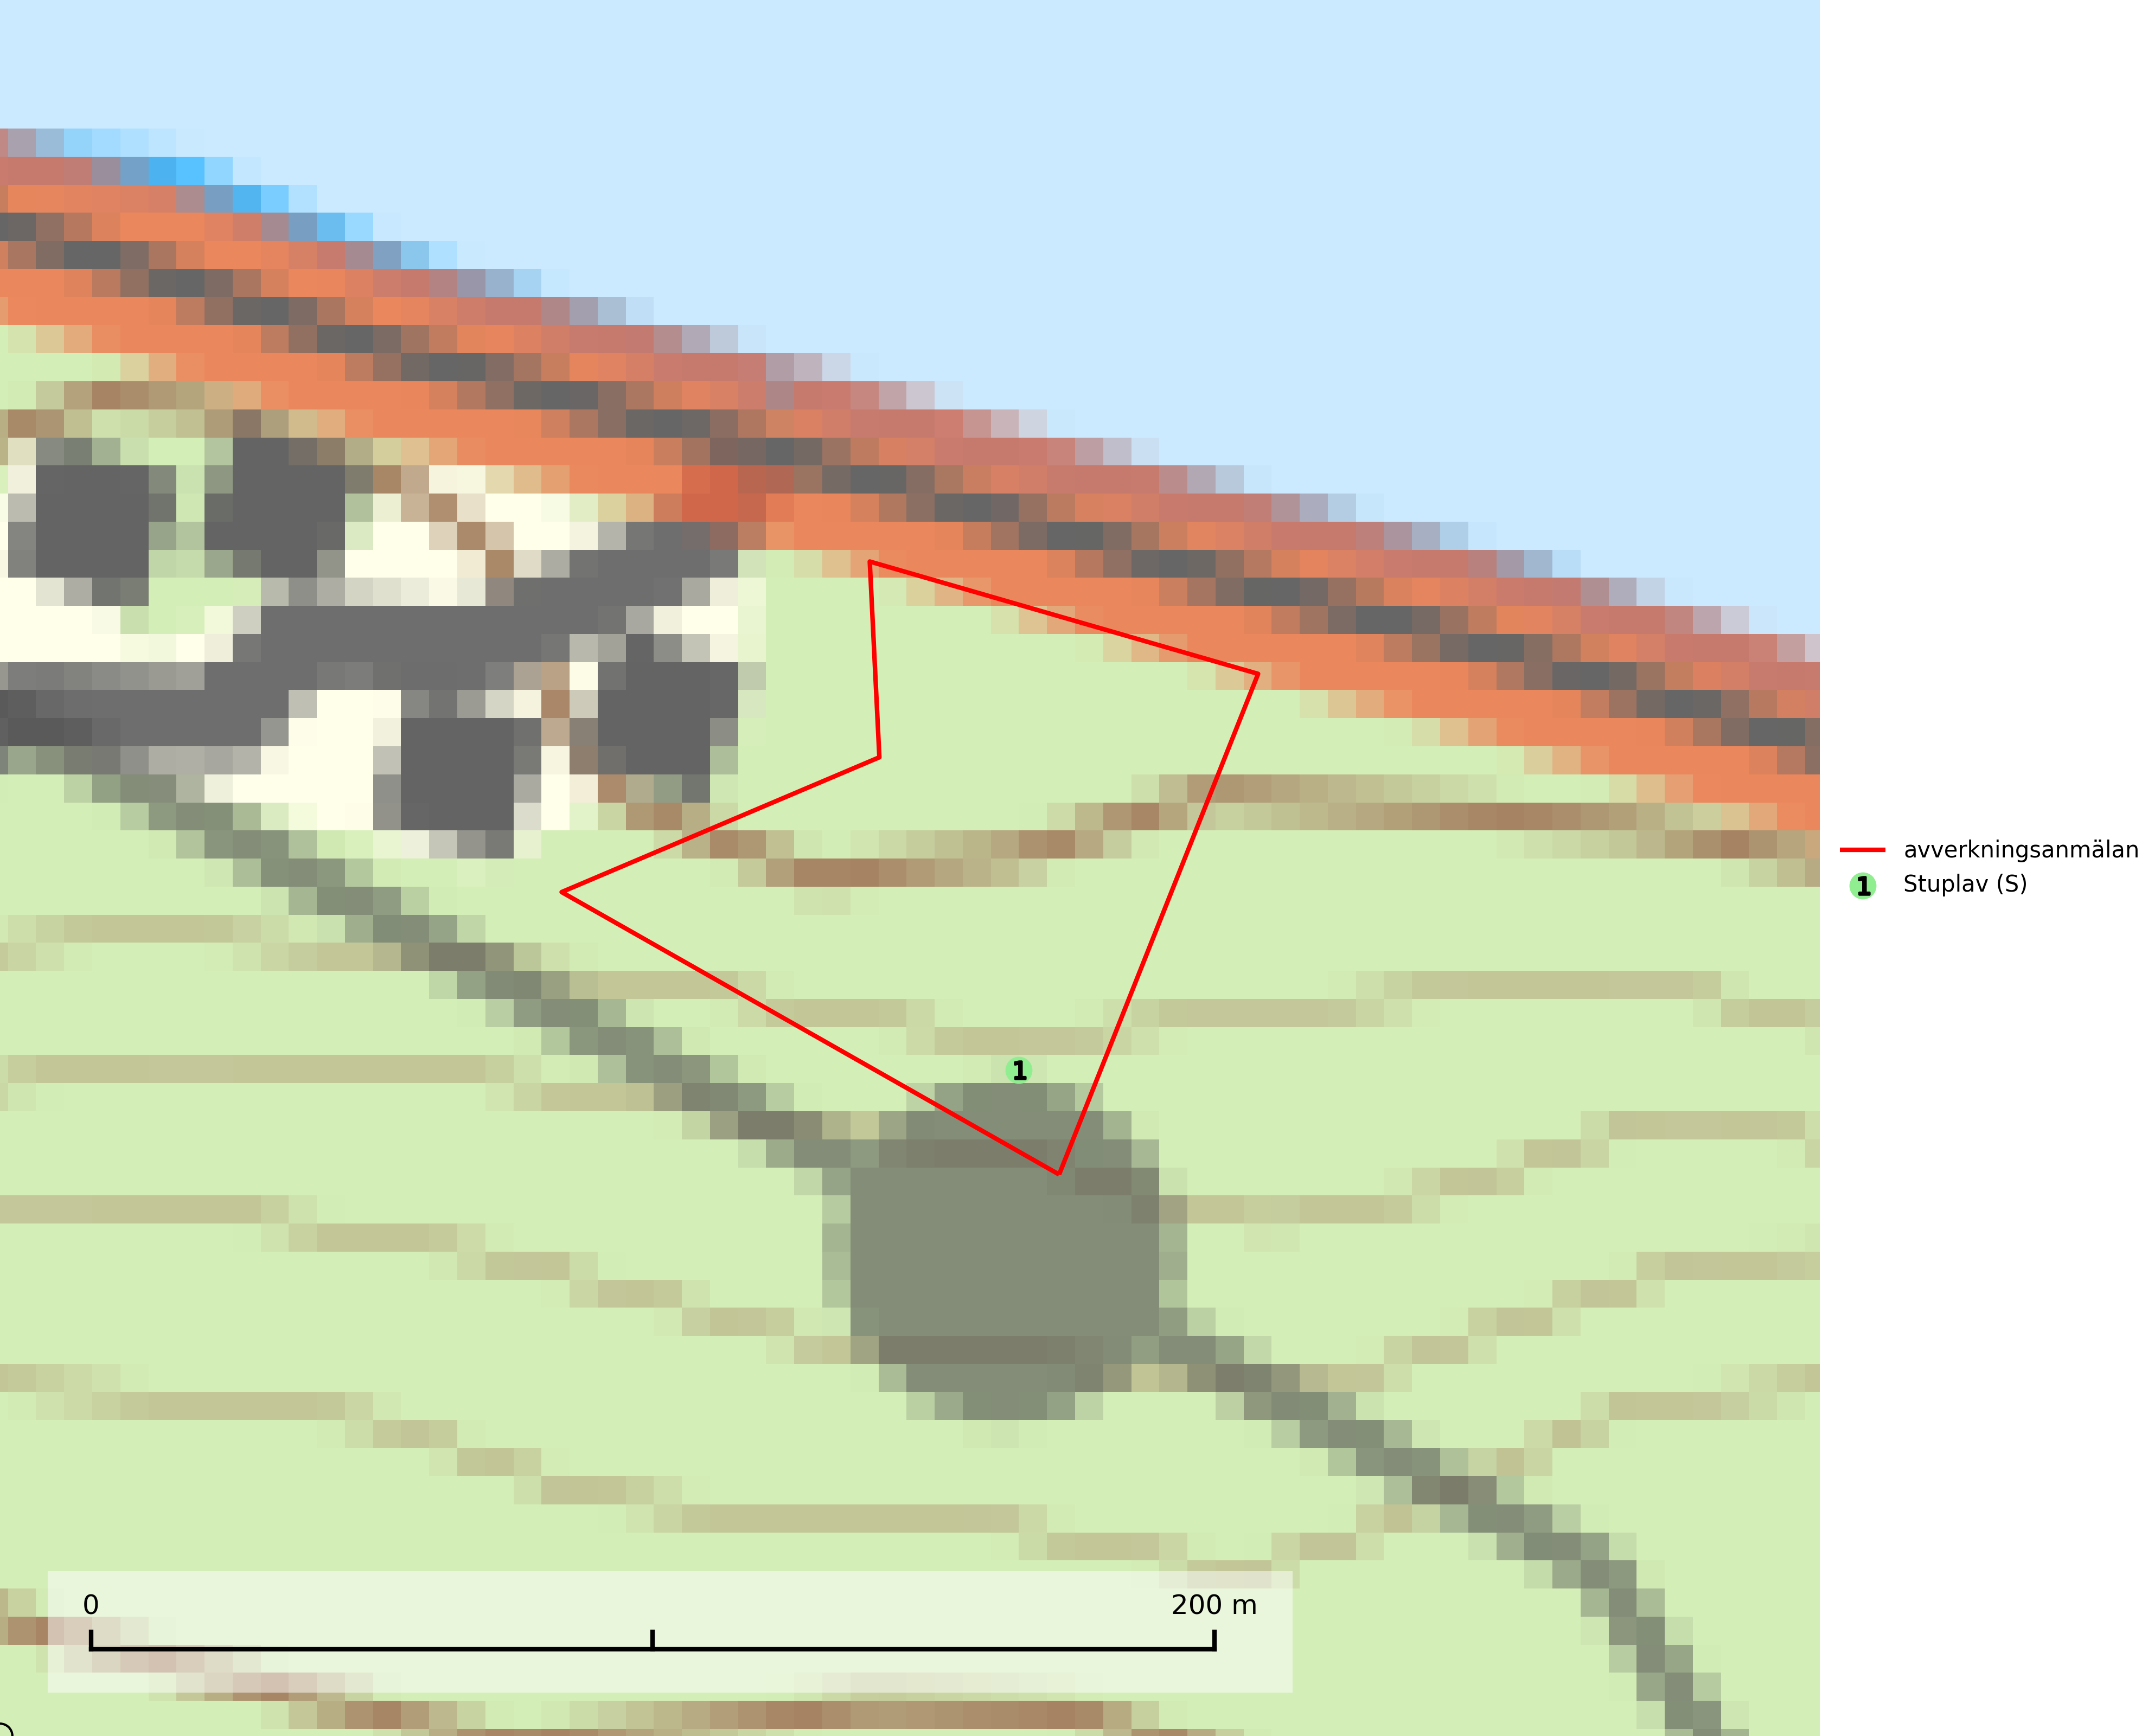 1
0
200 m
avverkningsanmälan
1 Stuplav (S)